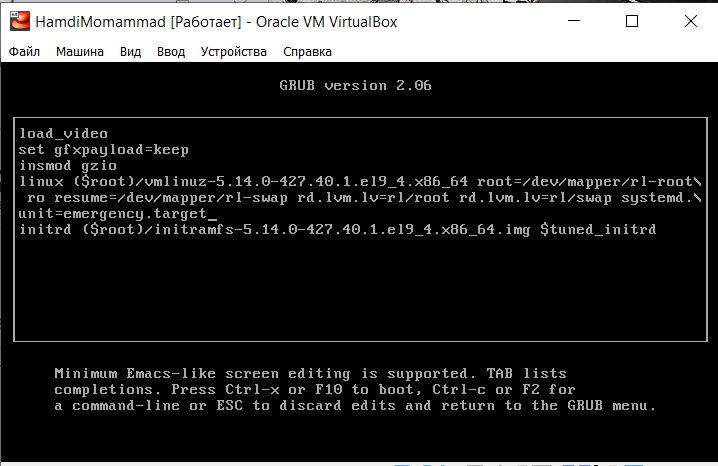 HamdiMomammad [Работает] - Oracle VM VirtualBox
Файл Машина Вид Ввод Устройства Справка
GRUB version 2.06
load_video
set gfxpayload=keep
insmod gzio
linux ($root)/vmlinuz-5.14.0-427.40.1.el9_4.x86_64 root=/dev/mapper/rl-root\
ro resume=/dev/mapper/rl-swap rd.lvm.lv=rl/root rd.lvm.lv=rl/swap systemd.\
unit=emergency.target_
initrd ($root)/initramfs-5.14.0-427.40.1.el9_4.x86_64.img $tuned_initrd
Minimum Emacs-like screen editing is supported. TAB lists
completions. Press Ctrl-x or F10 to boot, Ctrl-c or F2 for
a command-line or ESC to discard edits and return to the GRUB menu.